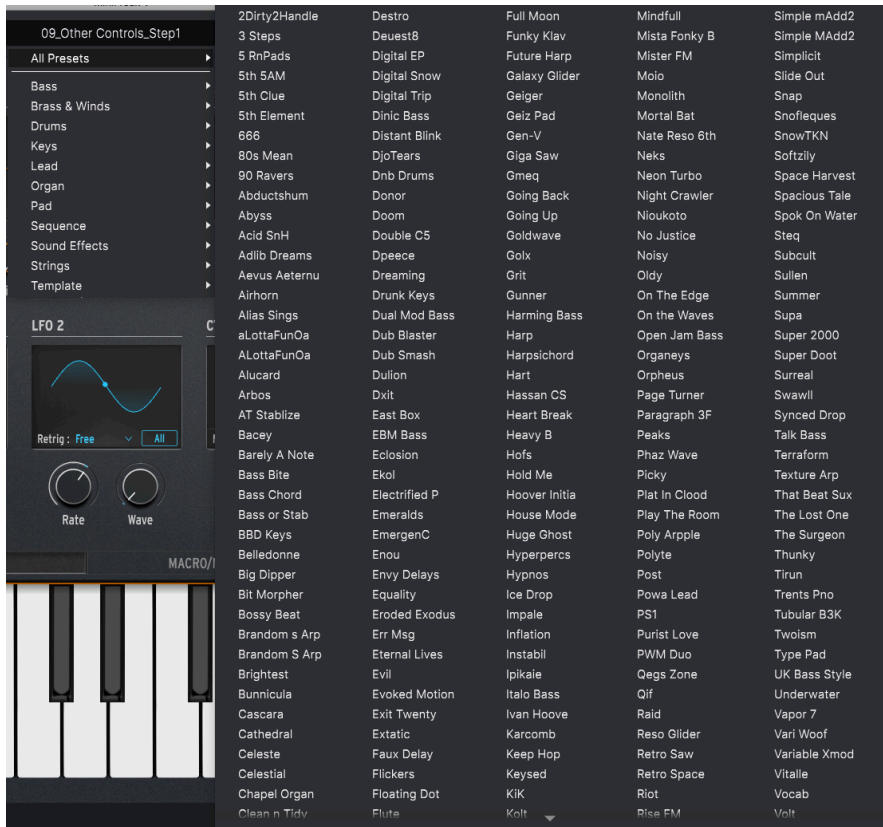 09_Other Controls_Step1
All Presets
Bass
Brass & Winds
Drums
Keys
Lead
Organ
Pad
Sequence
Sound Effects
Strings
Template
LFO 2
Retrig : Free
All
Rate
Wave
2Dirty2Handle
3 Steps
5 RnPads
5th 5AM
5th Clue
5th Element
666
80s Mean
90 Ravers
Abductshum
Abyss
Acid SnH
Adlib Dreams
Aevus Aeternu
Airhorn
Alias Sings
aLottaFunOa
ALottaFunOa
Alucard
Arbos
AT Stablize
Bacey
Barely A Note
Bass Bite
Bass Chord
Bass or Stab
BBD Keys
Belledonne
Big Dipper
Bit Morpher
Bossy Beat
Brandom s Arp
Brandom S Arp
Brightest
Bunnicula
Cascara
Cathedral
Celeste
Celestial
Chapel Organ
Clean n Tidy
Destro
Deuest8
Digital EP
Digital Snow
Digital Trip
Dinic Bass
Distant Blink
DjoTears
Dnb Drums
Donor
Doom
Double C5
Dpeece
Dreaming
Drunk Keys
Dual Mod Bass
Dub Blaster
Dub Smash
Dulion
Dxit
East Box
EBM Bass
Eclosion
Ekol
Electrified P
Emeralds
EmergenC
Enou
Envy Delays
Equality
Eroded Exodus
Err Msg
Eternal Lives
Evil
Evoked Motion
Exit Twenty
Extatic
Faux Delay
Flickers
Floating Dot
Flute
Full Moon
Funky Klav
Future Harp
Galaxy Glider
Geiger
Geiz Pad
Gen-V
Giga Saw
Gmeq
Going Back
Going Up
Goldwave
Golx
Grit
Gunner
Harming Bass
Harp
Harpsichord
Hart
Hassan CS
Heart Break
Heavy B
Hofs
Hold Me
Hoover Initia
House Mode
Huge Ghost
Hyperpercs
Hypnos
Ice Drop
Impale
Inflation
Instabil
Ipikaie
Italo Bass
Ivan Hoove
Karcomb
Keep Hop
Keysed
KiK
Kolt
Mindfull
Mista Fonky B
Mister FM
Moio
Monolith
Mortal Bat
Nate Reso 6th
Neks
Neon Turbo
Night Crawler
Nioukoto
No Justice
Noisy
Oldy
On The Edge
On the Waves
Open Jam Bass
Organeys
Orpheus
Page Turner
Paragraph 3F
Peaks
Phaz Wave
Picky
Plat In Clood
Play The Room
Poly Arpple
Polyte
Post
Powa Lead
PS1
Purist Love
PWM Duo
Qegs Zone
Qif
Raid
Reso Glider
Retro Saw
Retro Space
Riot
Rise FM
Simple mAdd2
Simple MAdd2
Simplicit
Slide Out
Snap
Snofleques
SnowTKN
Softzily
Space Harvest
Spacious Tale
Spok On Water
Steq
Subcult
Sullen
Summer
Supa
Super 2000
Super Doot
Surreal
Swawll
Synced Drop
Talk Bass
Terraform
Texture Arp
That Beat Sux
The Lost One
The Surgeon
Thunky
Tirun
Trents Pno
Tubular B3K
Twoism
Type Pad
UK Bass Style
Underwater
Vapor 7
Vari Woof
Variable Xmod
Vitalle
Vocab
Volt